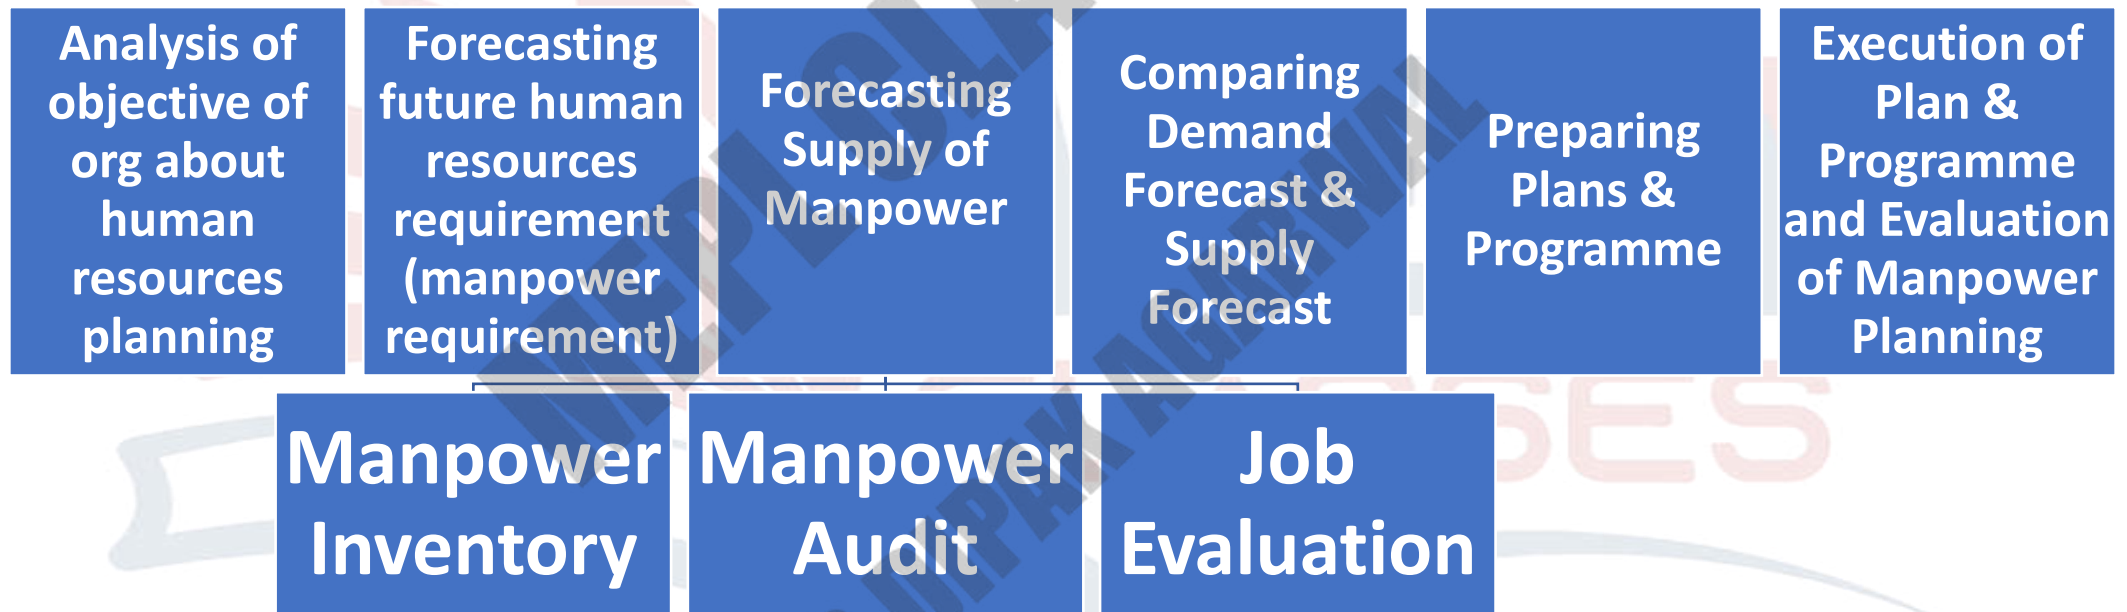 Analysis of
objective of
org about
human
resources
planning
Forecasting
future human
resources
requirement
(manpower
requirement)
Forecasting
Supply of
Manpower
Comparing
Demand
Forecast &
Supply
Forecast
Preparing
Plans &
Programme
Execution of
Plan &
Programme
and Evaluation
of Manpower
Planning
Manpower
Inventory
Manpower
Audit
Job
Evaluation
DIPAK AGARWAL